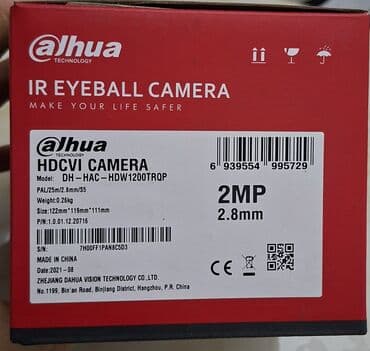 alhua
TECHNOLOGY
IR EYEBALL CAMERA
MAKE YOUR LIFE SAFER
alhua
TECHNOLOGY
HDCVI CAMERA
Model: DH-HAC-HDW1200TRQP
PAL/25m/2.8mm/S5
Weight:0.26kg
Size:122mm*119mm*111mm
P/N:1.0.01.12.20716
7H00FF1PAN8C5D3
MADE IN CHINA
Date:2021-08
ZHEJIANG DAHUA VISION TECHNOLOGY CO., LTD.
No.1199, Bin'an Road, Binjiang District, Hangzhou, P.R. China
6 939554 995729
2MP
2.8mm
CE